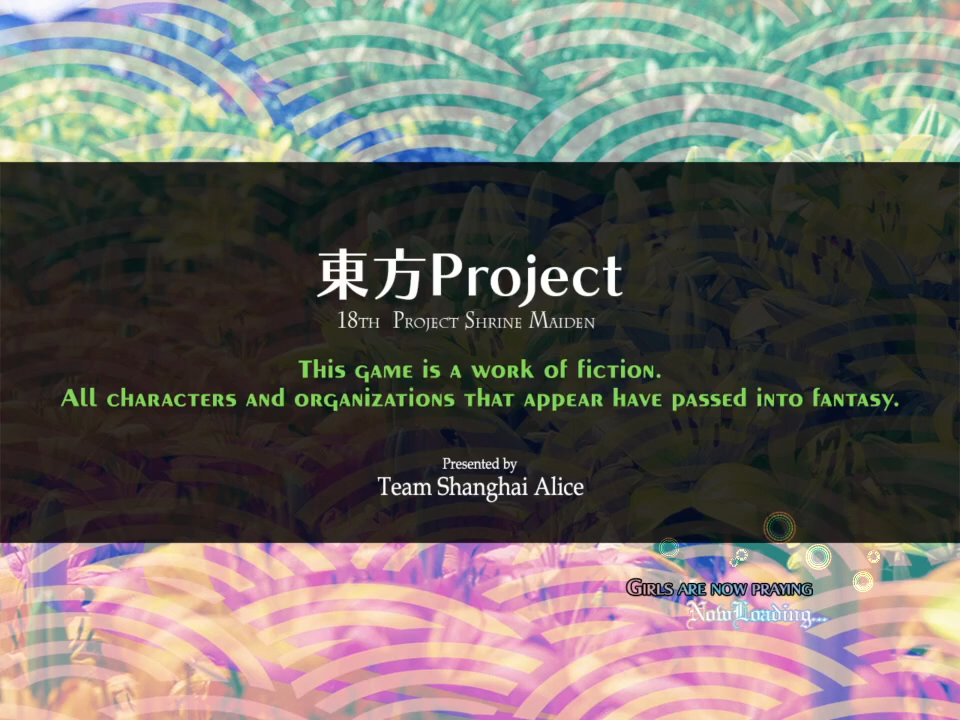 東方Project
18th Project Shrine Maiden
This game is a work of fiction.
All characters and organizations that appear have passed into fantasy.
Presented by
Team Shanghai Alice
Girls are now praying
NowLoading...